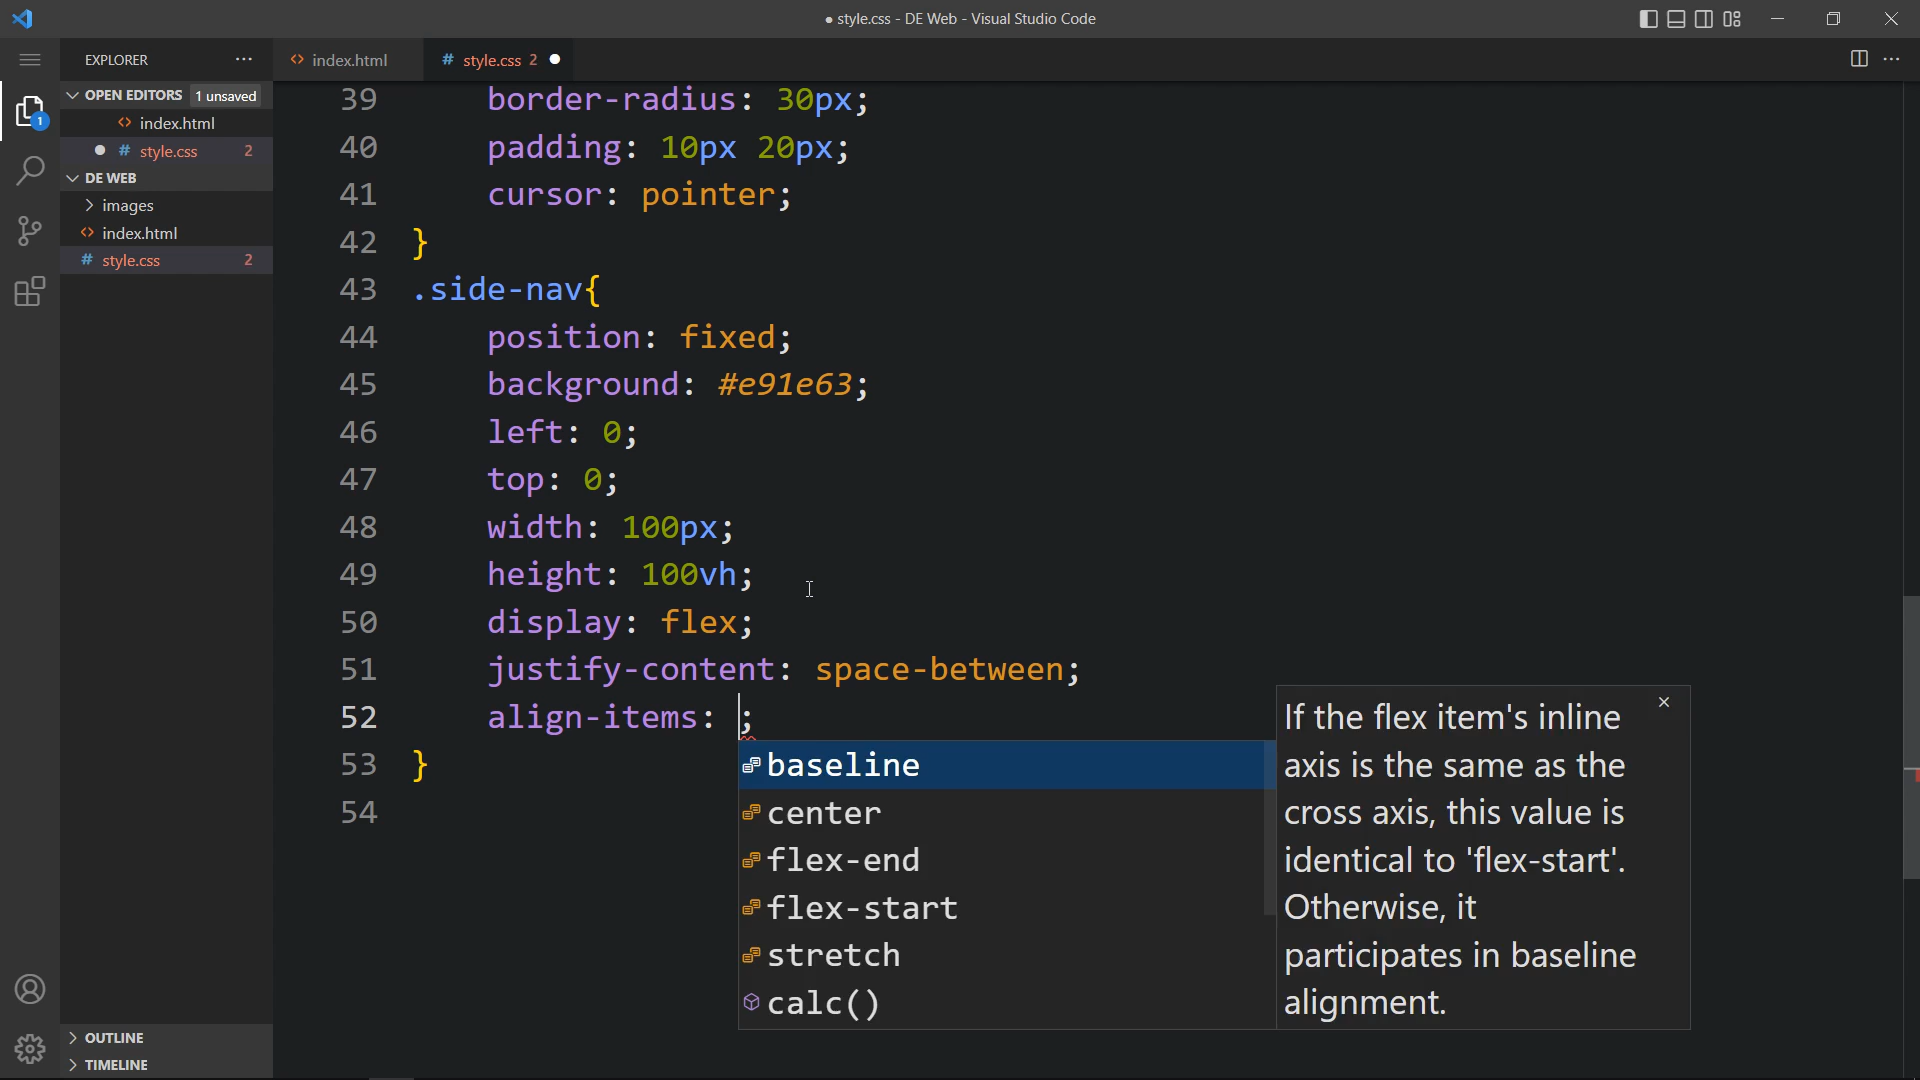 ● style.css - DE Web - Visual Studio Code
EXPLORER
OPEN EDITORS 1 unsaved
index.html
style.css 2
DE WEB
images
index.html
style.css 2
OUTLINE
TIMELINE
1
index.html
style.css 2
39 border-radius: 30px;
40 padding: 10px 20px;
41 cursor: pointer;
42 }
43 .side-nav{
44 position: fixed;
45 background: #e91e63;
46 left: 0;
47 top: 0;
48 width: 100px;
49 height: 100vh;
50 display: flex;
51 justify-content: space-between;
52 align-items: ;
53 }
54
baseline
center
flex-end
flex-start
stretch
calc()
If the flex item's inline
axis is the same as the
cross axis, this value is
identical to 'flex-start'.
Otherwise, it
participates in baseline
alignment.